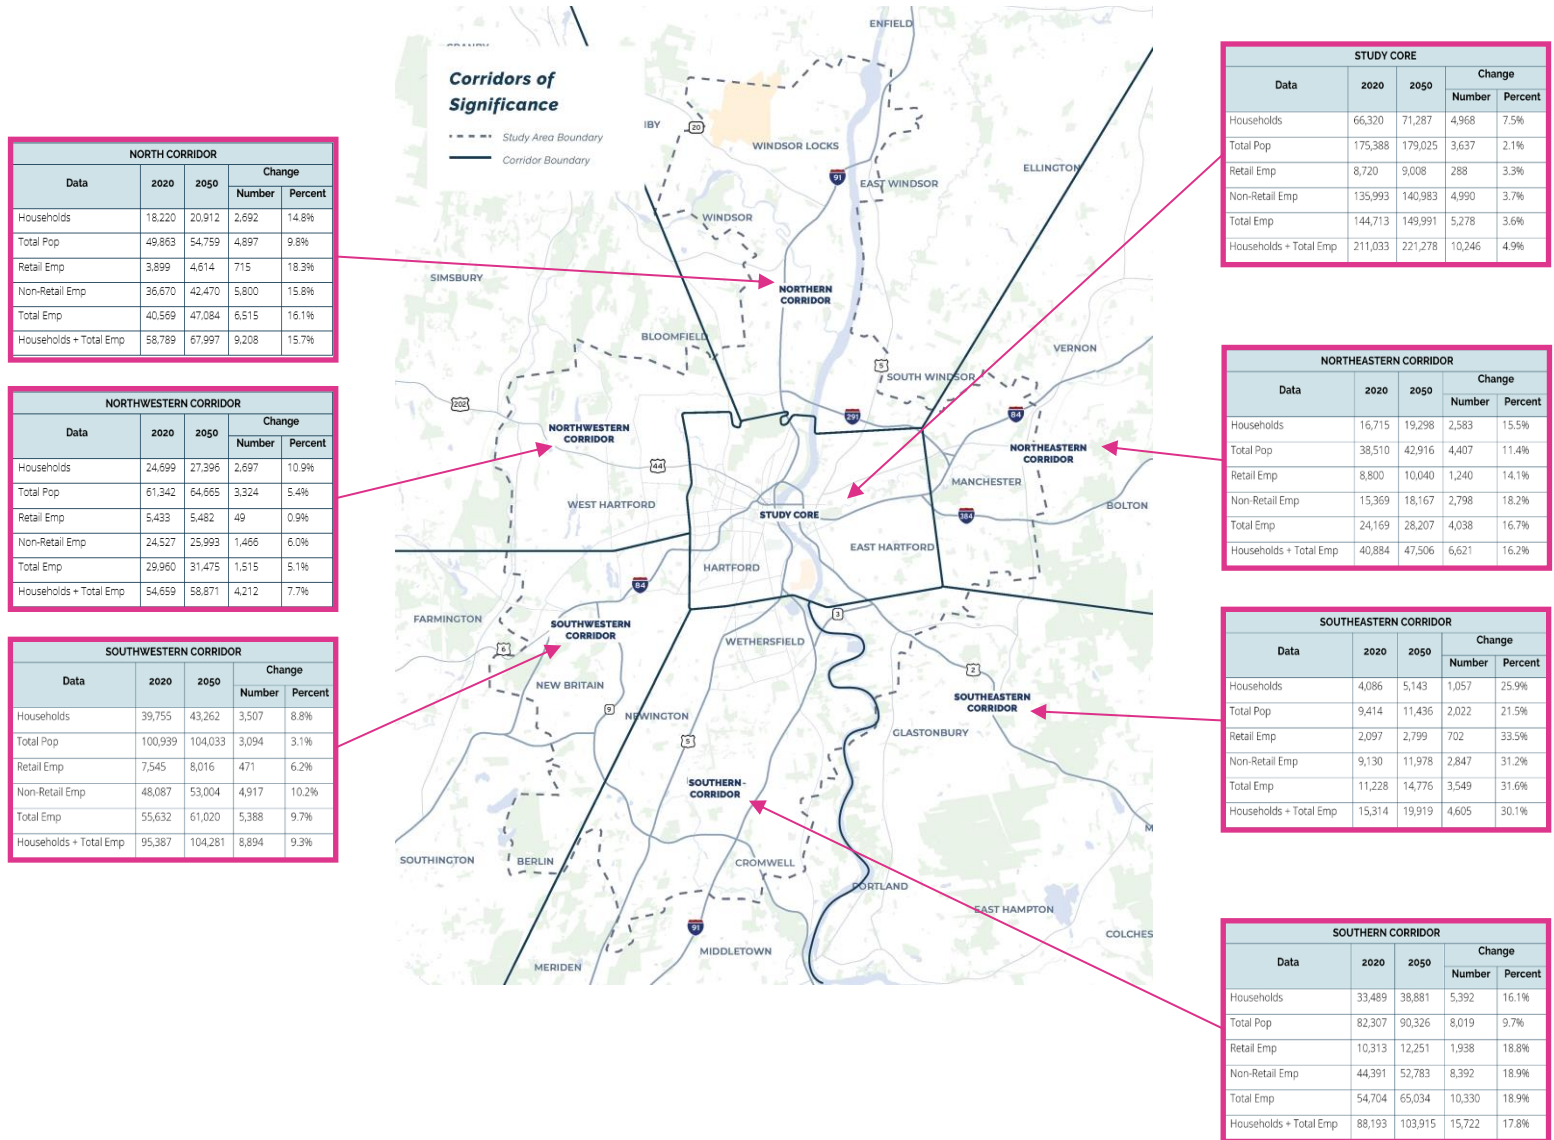 Corridors of
Significance
Study Area Boundary
Corridor Boundary
NORTH CORRIDOR
Data 2020 2050 Change
Number Percent
Households 18,220 20,912 2,692 14.8%
Total Pop 49,863 54,759 4,897 9.8%
Retail Emp 3,899 4,614 715 18.3%
Non-Retail Emp 36,670 42,470 5,800 15.8%
Total Emp 40,569 47,084 6,515 16.1%
Households + Total Emp 58,789 67,997 9,208 15.7%
NORTHWESTERN CORRIDOR
Data 2020 2050 Change
Number Percent
Households 24,699 27,396 2,697 10.9%
Total Pop 61,342 64,665 3,324 5.4%
Retail Emp 5,433 5,482 49 0.9%
Non-Retail Emp 24,527 25,993 1,466 6.0%
Total Emp 29,960 31,475 1,515 5.1%
Households + Total Emp 54,659 58,871 4,212 7.7%
SOUTHWESTERN CORRIDOR
Data 2020 2050 Change
Number Percent
Households 39,755 43,262 3,507 8.8%
Total Pop 100,939 104,033 3,094 3.1%
Retail Emp 7,545 8,016 471 6.2%
Non-Retail Emp 48,087 53,004 4,917 10.2%
Total Emp 55,632 61,020 5,388 9.7%
Households + Total Emp 95,387 104,281 8,894 9.3%
ENFIELD
IBY
20
WINDSOR LOCKS
91
EAST WINDSOR
ELLINGTON
WINDSOR
SIMSBURY
NORTHERN
CORRIDOR
BLOOMFIELD
VERNON
5
SOUTH WINDSOR
202
291
84
NORTHWESTERN
CORRIDOR
NORTHEASTERN
CORRIDOR
44
MANCHESTER
WEST HARTFORD
BOLTON
STUDY CORE
384
EAST HARTFORD
HARTFORD
84
FARMINGTON
3
SOUTHWESTERN
CORRIDOR
WETHERSFIELD
6
2
NEW BRITAIN
SOUTHEASTERN
CORRIDOR
9
NEWINGTON
GLASTONBURY
5
SOUTHERN-
CORRIDOR
M
SOUTHINGTON
BERLIN
CROMWELL
PORTLAND
EAST HAMPTON
91
COLCHES
MIDDLETOWN
MERIDEN
STUDY CORE
Data 2020 2050 Change
Number Percent
Households 66,320 71,287 4,968 7.5%
Total Pop 175,388 179,025 3,637 2.1%
Retail Emp 8,720 9,008 288 3.3%
Non-Retail Emp 135,993 140,983 4,990 3.7%
Total Emp 144,713 149,991 5,278 3.6%
Households + Total Emp 211,033 221,278 10,246 4.9%
NORTHEASTERN CORRIDOR
Data 2020 2050 Change
Number Percent
Households 16,715 19,298 2,583 15.5%
Total Pop 38,510 42,916 4,407 11.4%
Retail Emp 8,800 10,040 1,240 14.1%
Non-Retail Emp 15,369 18,167 2,798 18.2%
Total Emp 24,169 28,207 4,038 16.7%
Households + Total Emp 40,884 47,506 6,621 16.2%
SOUTHEASTERN CORRIDOR
Data 2020 2050 Change
Number Percent
Households 4,086 5,143 1,057 25.9%
Total Pop 9,414 11,436 2,022 21.5%
Retail Emp 2,097 2,799 702 33.5%
Non-Retail Emp 9,130 11,978 2,847 31.2%
Total Emp 11,228 14,776 3,549 31.6%
Households + Total Emp 15,314 19,919 4,605 30.1%
SOUTHERN CORRIDOR
Data 2020 2050 Change
Number Percent
Households 33,489 38,881 5,392 16.1%
Total Pop 82,307 90,326 8,019 9.7%
Retail Emp 10,313 12,251 1,938 18.8%
Non-Retail Emp 44,391 52,783 8,392 18.9%
Total Emp 54,704 65,034 10,330 18.9%
Households + Total Emp 88,193 103,915 15,722 17.8%